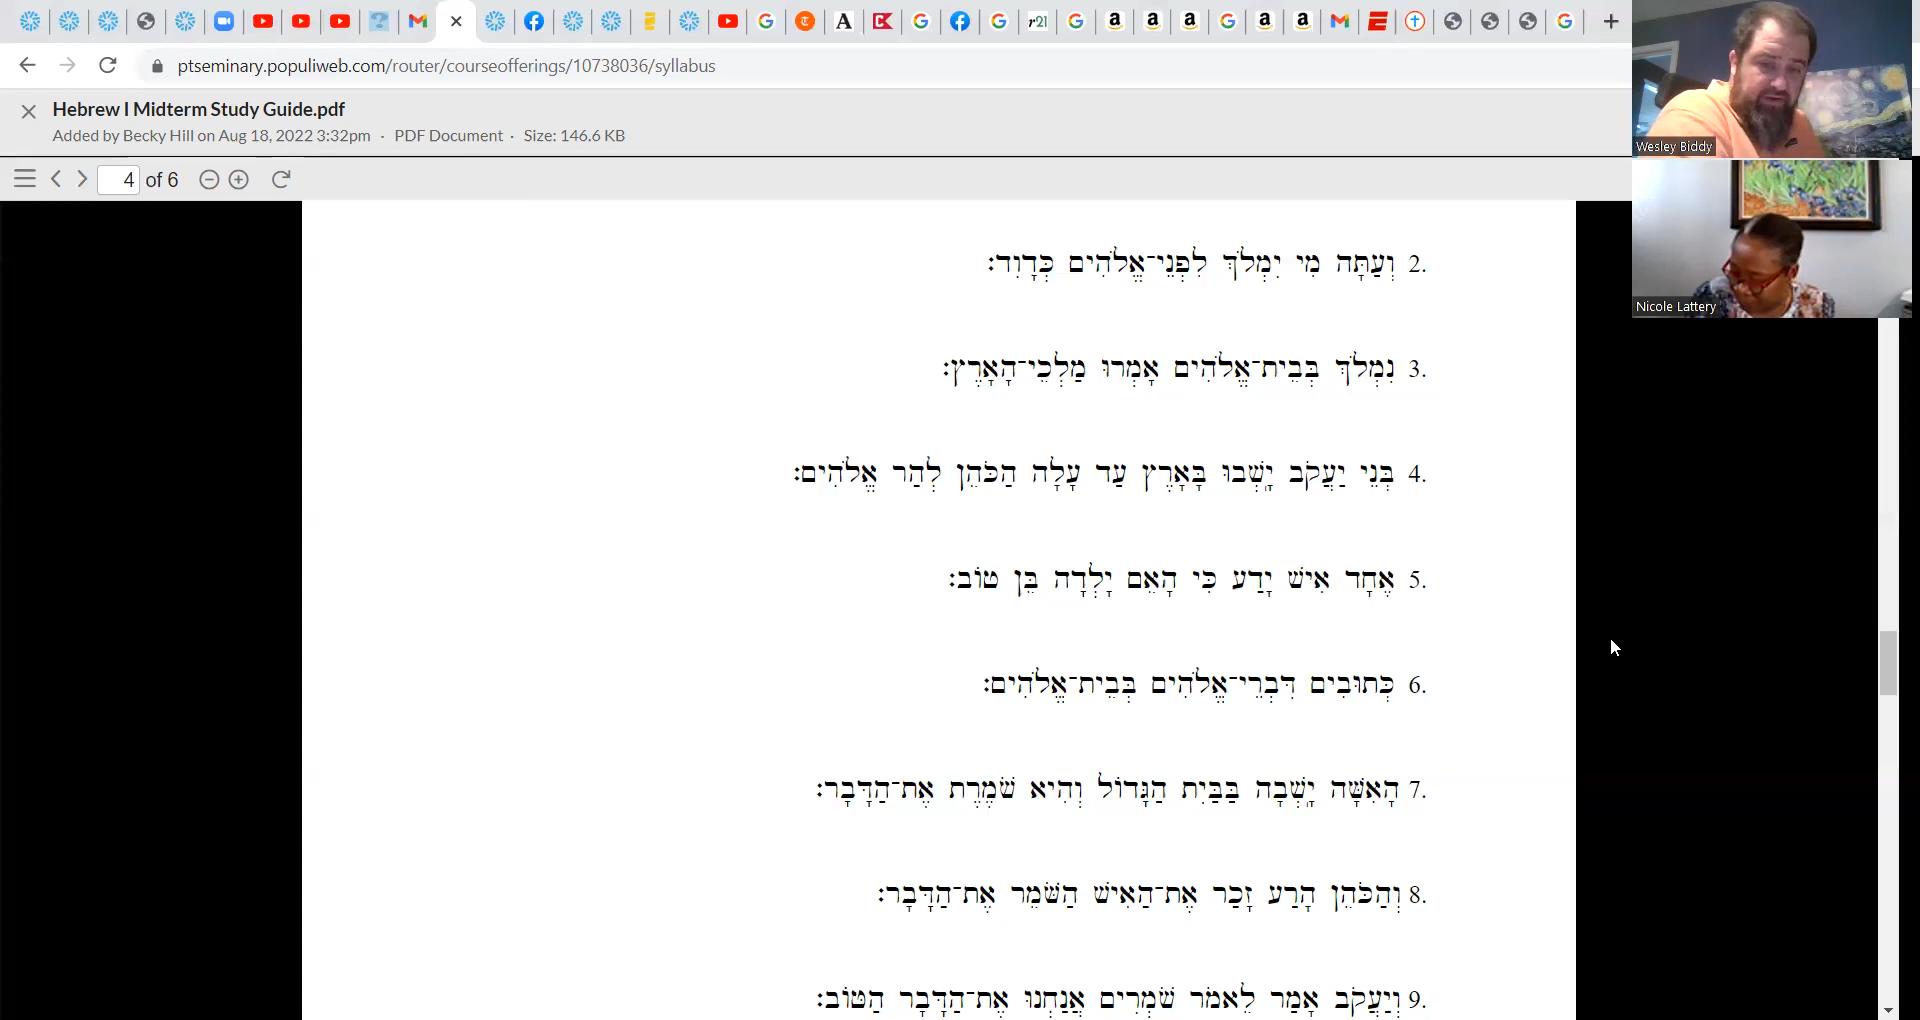 ptseminary.populiweb.com/router/courseofferings/10738036/syllabus
Hebrew I Midterm Study Guide.pdf
Added by Becky Hill on Aug 18, 2022 3:32pm · PDF Document · Size: 146.6 KB
4 of 6
Wesley Biddy
Nicole Lattery
2. וְעַתָּה מִי יִמְלֹךְ לִפְנֵי־אֱלֹהִים כְּדָוִד׃
3. נִמְלֹךְ בְּבֵית־אֱלֹהִים אָמְרוּ מַלְכֵי־הָאָרֶץ׃
4. בְּנֵי יַעֲקֹב יָשְׁבוּ בָּאָרֶץ עַד עָלָה הַכֹּהֵן לְהַר אֱלֹהִים׃
5. אֶחָד אִישׁ יָדַע כִּי הָאֵם יָלְדָה בֵּן טוֹב׃
6. כְּתוּבִים דִּבְרֵי־אֱלֹהִים בְּבֵית־אֱלֹהִים׃
7. הָאִשָּׁה יָשְׁבָה בַּבַּיִת הַגָּדוֹל וְהִיא שֹׁמֶרֶת אֶת־הַדָּבָר׃
8. וְהַכֹּהֵן הָרַע זָכַר אֶת־הָאִישׁ הַשֹּׁמֵר אֶת־הַדָּבָר׃
9. וְיַעֲקֹב אָמַר לֵאמֹר שֹׁמְרִים אֲנַחְנוּ אֶת־הַדָּבָר הַטּוֹב׃